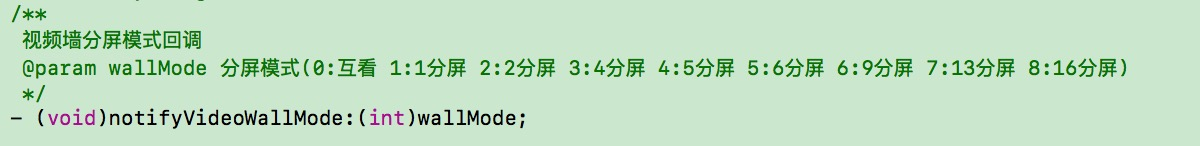 /**
视频墙分屏模式回调
@param wallMode 分屏模式(0:互看 1:1分屏 2:2分屏 3:4分屏 4:5分屏 5:6分屏 6:9分屏 7:13分屏 8:16分屏)
*/
- (void)notifyVideoWallMode:(int)wallMode;